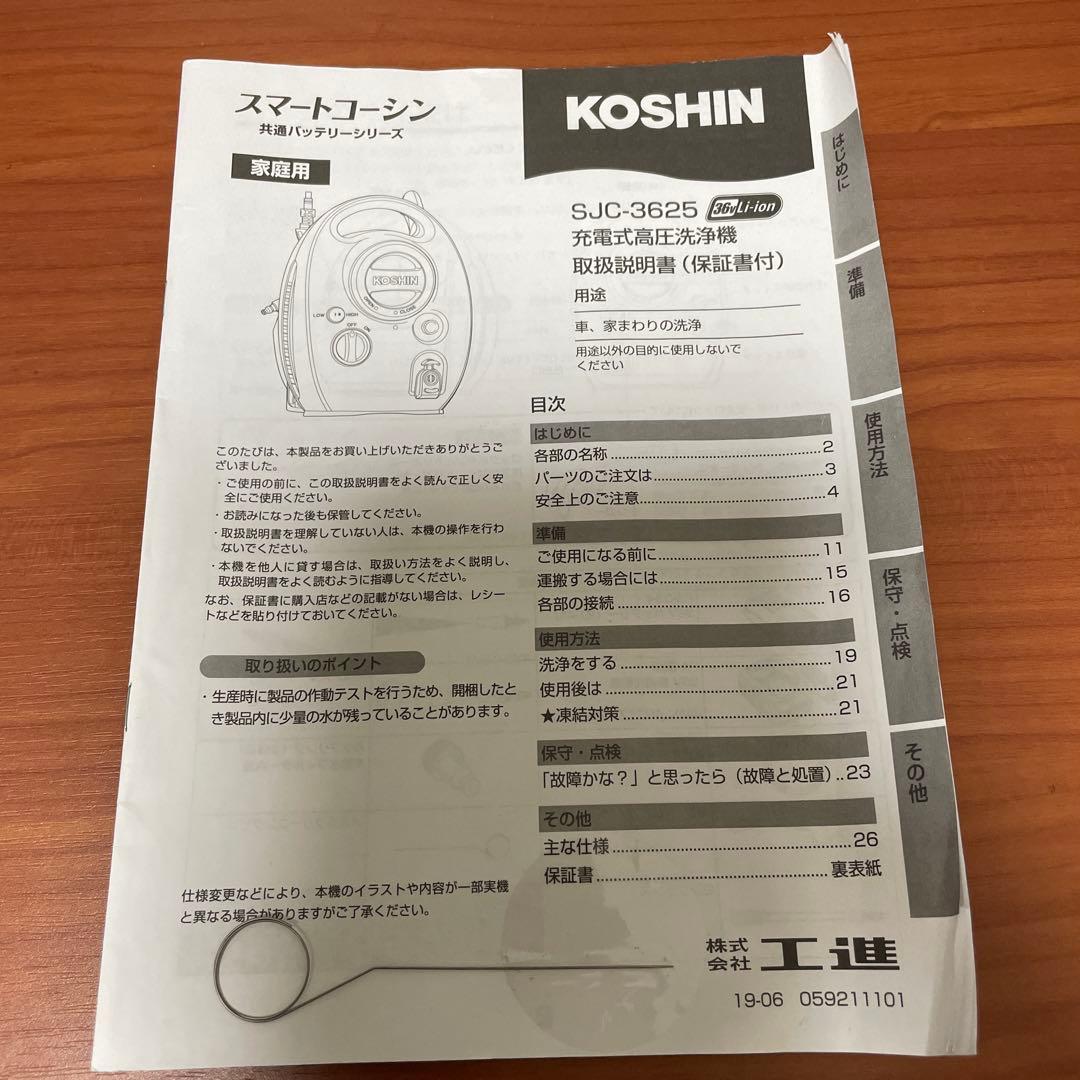 スマートコーシン
共通バッテリーシリーズ
家庭用
KOSHIN
SJC-3625 36V Li-ion
充電式高圧洗浄機
取扱説明書(保証書付)
用途
車、家まわりの洗浄
用途以外の目的に使用しないで
ください
KOSHIN
OPEN
CLOSE
LOW
HIGH
OFF
ON
このたびは、本製品をお買い上げいただきありがとうご
ざいました。
・ご使用の前に、この取扱説明書をよく読んで正しく安
全にご使用ください。
・お読みになった後も保管してください。
・取扱説明書を理解していない人は、本機の操作を行わ
ないでください。
・本機を他人に貸す場合は、取扱い方法をよく説明し、
取扱説明書をよく読むように指導してください。
なお、保証書に購入店などの記載がない場合は、レシー
トなどを貼り付けておいてください。
取り扱いのポイント
・生産時に製品の作動テストを行うため、開梱したと
き製品内に少量の水が残っていることがあります。
仕様変更などにより、本機のイラストや内容が一部実機
と異なる場合がありますがご了承ください。
目次
はじめに
各部の名称 ........ 2
パーツのご注文は ........ 3
安全上のご注意 ........ 4
準備
ご使用になる前に ........ 11
運搬する場合には ........ 15
各部の接続 ........ 16
使用方法
洗浄をする ........ 19
使用後は ........ 21
★凍結対策 ........ 21
保守・点検
「故障かな?」と思ったら(故障と処置) .. 23
その他
主な仕様 ........ 26
保証書 ........ 裏表紙
はじめに
準備
使用方法
保守・点検
その他
株式会社 工進
19-06 059211101